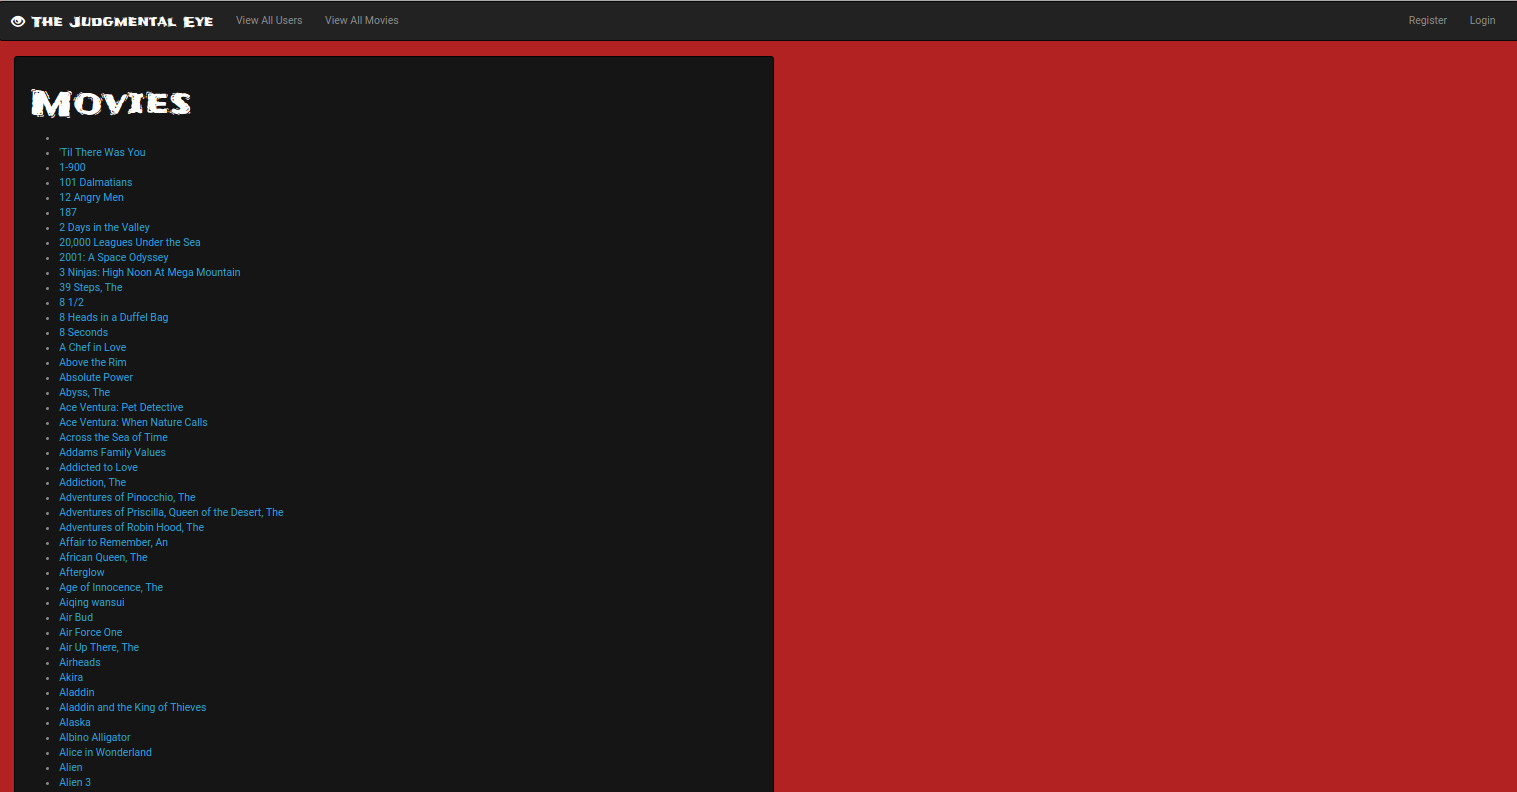 The Judgmental Eye View All Users View All Movies Register Login
Movies
'Til There Was You
1-900
101 Dalmatians
12 Angry Men
187
2 Days in the Valley
20,000 Leagues Under the Sea
2001: A Space Odyssey
3 Ninjas: High Noon At Mega Mountain
39 Steps, The
8 1/2
8 Heads in a Duffel Bag
8 Seconds
A Chef in Love
Above the Rim
Absolute Power
Abyss, The
Ace Ventura: Pet Detective
Ace Ventura: When Nature Calls
Across the Sea of Time
Addams Family Values
Addicted to Love
Addiction, The
Adventures of Pinocchio, The
Adventures of Priscilla, Queen of the Desert, The
Adventures of Robin Hood, The
Affair to Remember, An
African Queen, The
Afterglow
Age of Innocence, The
Aiqing wansui
Air Bud
Air Force One
Air Up There, The
Airheads
Akira
Aladdin
Aladdin and the King of Thieves
Alaska
Albino Alligator
Alice in Wonderland
Alien
Alien 3